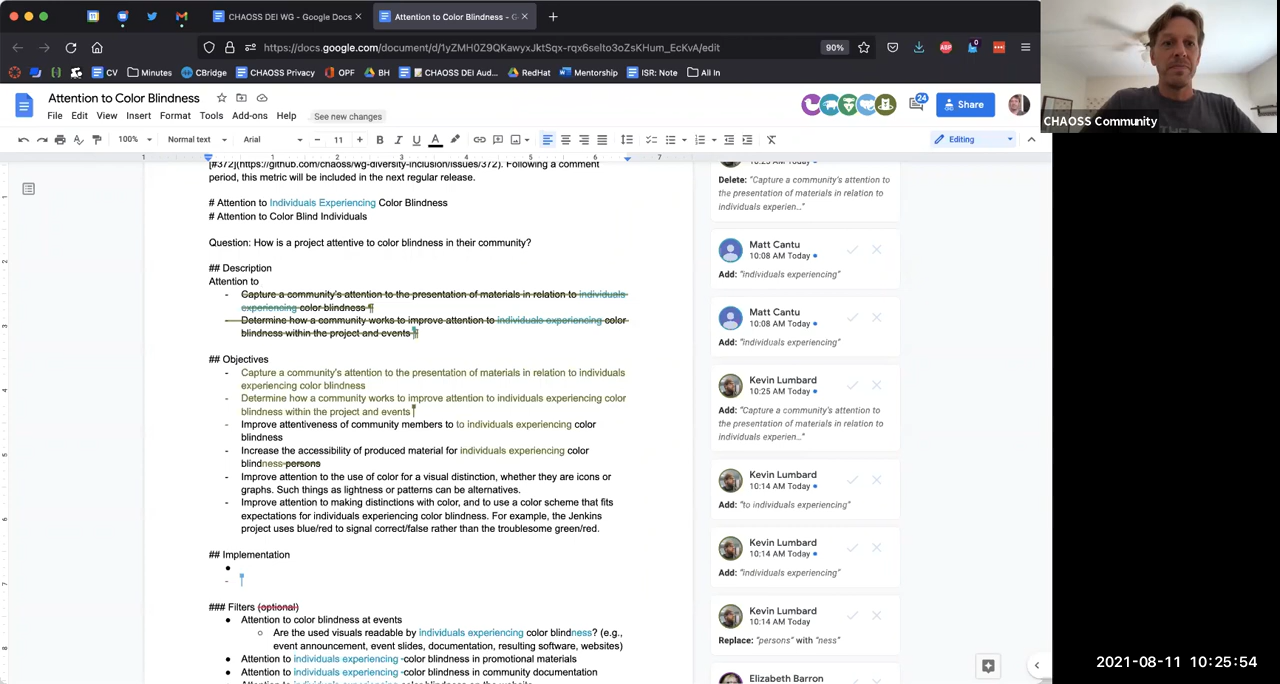 CHAOSS DEI WG - Google Docs
Attention to Color Blindness - G
https://docs.google.com/document/d/1yZMH0Z9QKawyxJktSqx-rqx6selto3oZsKHum_EcKvA/edit
90%
ABP
0
CV
Minutes
CBridge
CHAOSS Privacy
OPF
BH
CHAOSS DEI Aud...
RedHat
Mentorship
ISR: Note
All In
Attention to Color Blindness
File Edit View Insert Format Tools Add-ons Help
See new changes
24
Share
100%
Normal text
Arial
11
Editing
1 1 2 3 4 5 6 7
[#372](https://github.com/chaoss/wg-diversity-inclusion/issues/372). Following a comment
period, this metric will be included in the next regular release.
# Attention to Individuals Experiencing Color Blindness
# Attention to Color Blind Individuals
Question: How is a project attentive to color blindness in their community?
## Description
Attention to
- Capture a community's attention to the presentation of materials in relation to individuals
experiencing color blindness ¶
- Determine how a community works to improve attention to individuals experiencing color
blindness within the project and events ¶
## Objectives
- Capture a community's attention to the presentation of materials in relation to individuals
experiencing color blindness
- Determine how a community works to improve attention to individuals experiencing color
blindness within the project and events
- Improve attentiveness of community members to to individuals experiencing color
blindness
- Increase the accessibility of produced material for individuals experiencing color
blindness persons
- Improve attention to the use of color for a visual distinction, whether they are icons or
graphs. Such things as lightness or patterns can be alternatives.
- Improve attention to making distinctions with color, and to use a color scheme that fits
expectations for individuals experiencing color blindness. For example, the Jenkins
project uses blue/red to signal correct/false rather than the troublesome green/red.
## Implementation
●
-
### Filters (optional)
● Attention to color blindness at events
○ Are the used visuals readable by individuals experiencing color blindness? (e.g.,
event announcement, event slides, documentation, resulting software, websites)
● Attention to individuals experiencing color blindness in promotional materials
● Attention to individuals experiencing color blindness in community documentation
10:25 AM Today
Delete: "Capture a community's attention to
the presentation of materials in relation to
individuals experien..."
Matt Cantu
10:08 AM Today
Add: "individuals experiencing"
Matt Cantu
10:08 AM Today
Add: "individuals experiencing"
Kevin Lumbard
10:25 AM Today
Add: "Capture a community's attention to
the presentation of materials in relation to
individuals experien..."
Kevin Lumbard
10:14 AM Today
Add: "to individuals experiencing"
Kevin Lumbard
10:14 AM Today
Add: "individuals experiencing"
Kevin Lumbard
10:14 AM Today
Replace: "persons" with "ness"
Elizabeth Barron
CHAOSS Community
2021-08-11 10:25:54